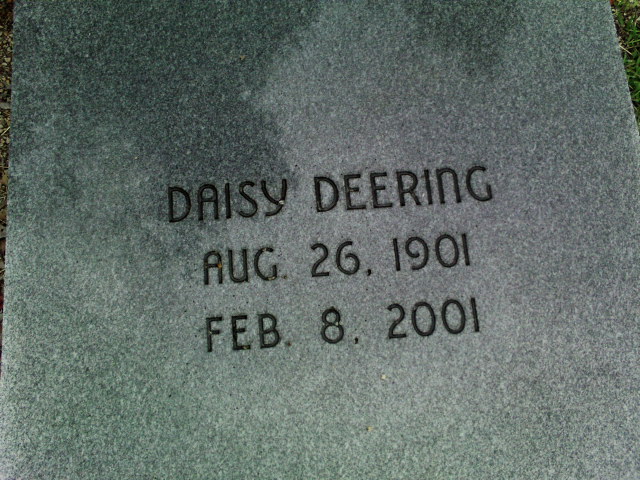 DAISY DEERING
AUG. 26, 1901
FEB. 8, 2001